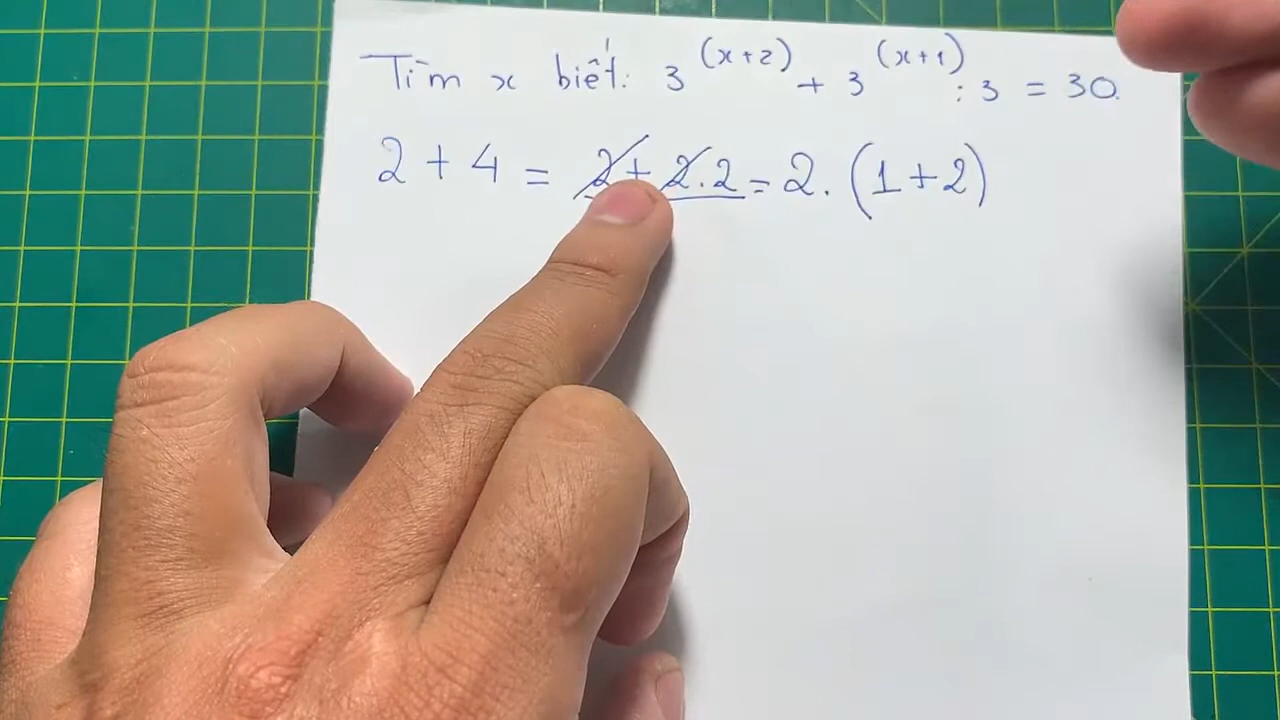 Tìm x biết: 3^(x+2) + 3^(x+1) : 3 = 30.
2 + 4 = 2 + 2.2 = 2. (1+2)